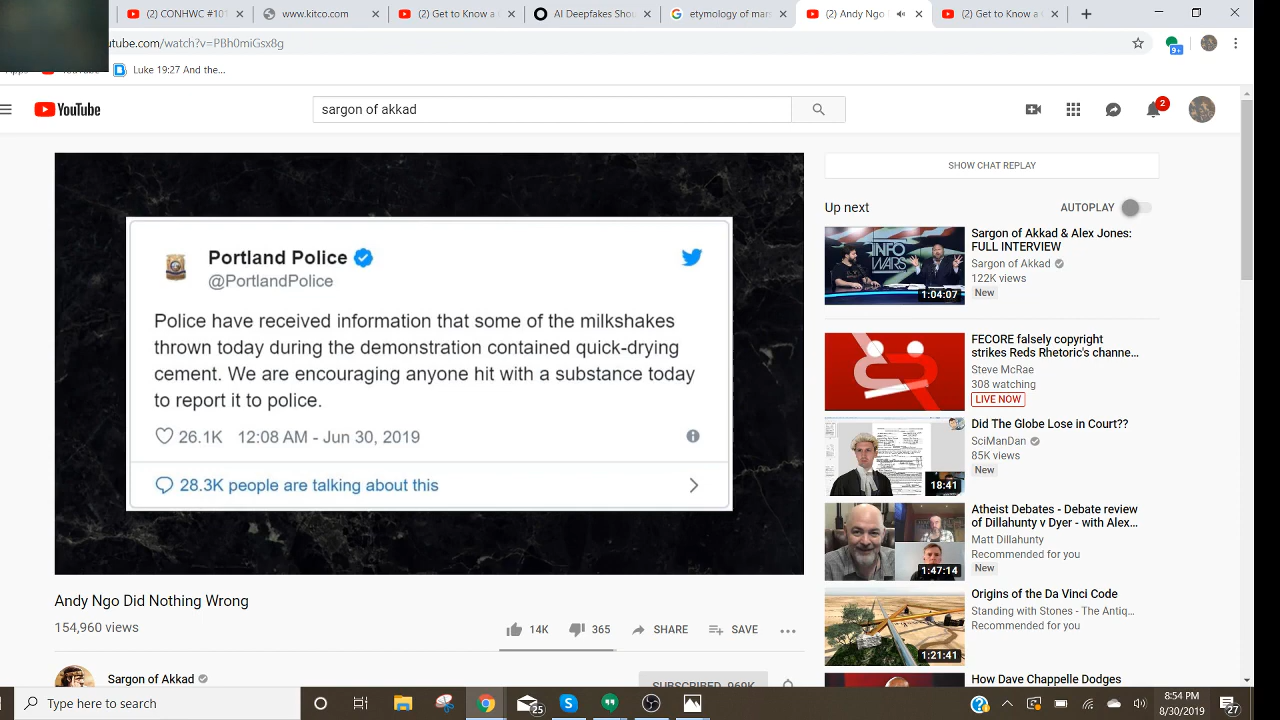 (2) CONHWC #101
www.kitco.com
(2) Get to Know a
AI Deepfakes Shou
etymology of mar
(2) Andy Ngo
(2) Get to Know a
utube.com/watch?v=PBh0miGsx8g
9+
Apps
YouTube
Luke 19:27 And the...
YouTube
sargon of akkad
2
SHOW CHAT REPLAY
Up next
AUTOPLAY
Portland Police
@PortlandPolice
Police have received information that some of the milkshakes
thrown today during the demonstration contained quick-drying
cement. We are encouraging anyone hit with a substance today
to report it to police.
26.1K 12:08 AM - Jun 30, 2019
people are talking about this
INFO
WARS
1:04:07
Sargon of Akkad & Alex Jones:
FULL INTERVIEW
Sargon of Akkad
122K views
New
FECORE falsely copyright
strikes Reds Rhetoric's channe...
Steve McRae
308 watching
LIVE NOW
18:41
Did The Globe Lose in Court??
SciManDan
85K views
New
1:47:14
Atheist Debates - Debate review
of Dillahunty v Dyer - with Alex...
Matt Dillahunty
Recommended for you
New
1:21:41
Origins of the Da Vinci Code
Standing with Stones - The Antiq...
Recommended for you
How Dave Chappelle Dodges
Andy Ngo Did Nothing Wrong
154,960 views
14K
365
SHARE
SAVE
Sargon of Akkad
SUBSCRIBED 969K
Type here to search
25
8:54 PM
8/30/2019
27